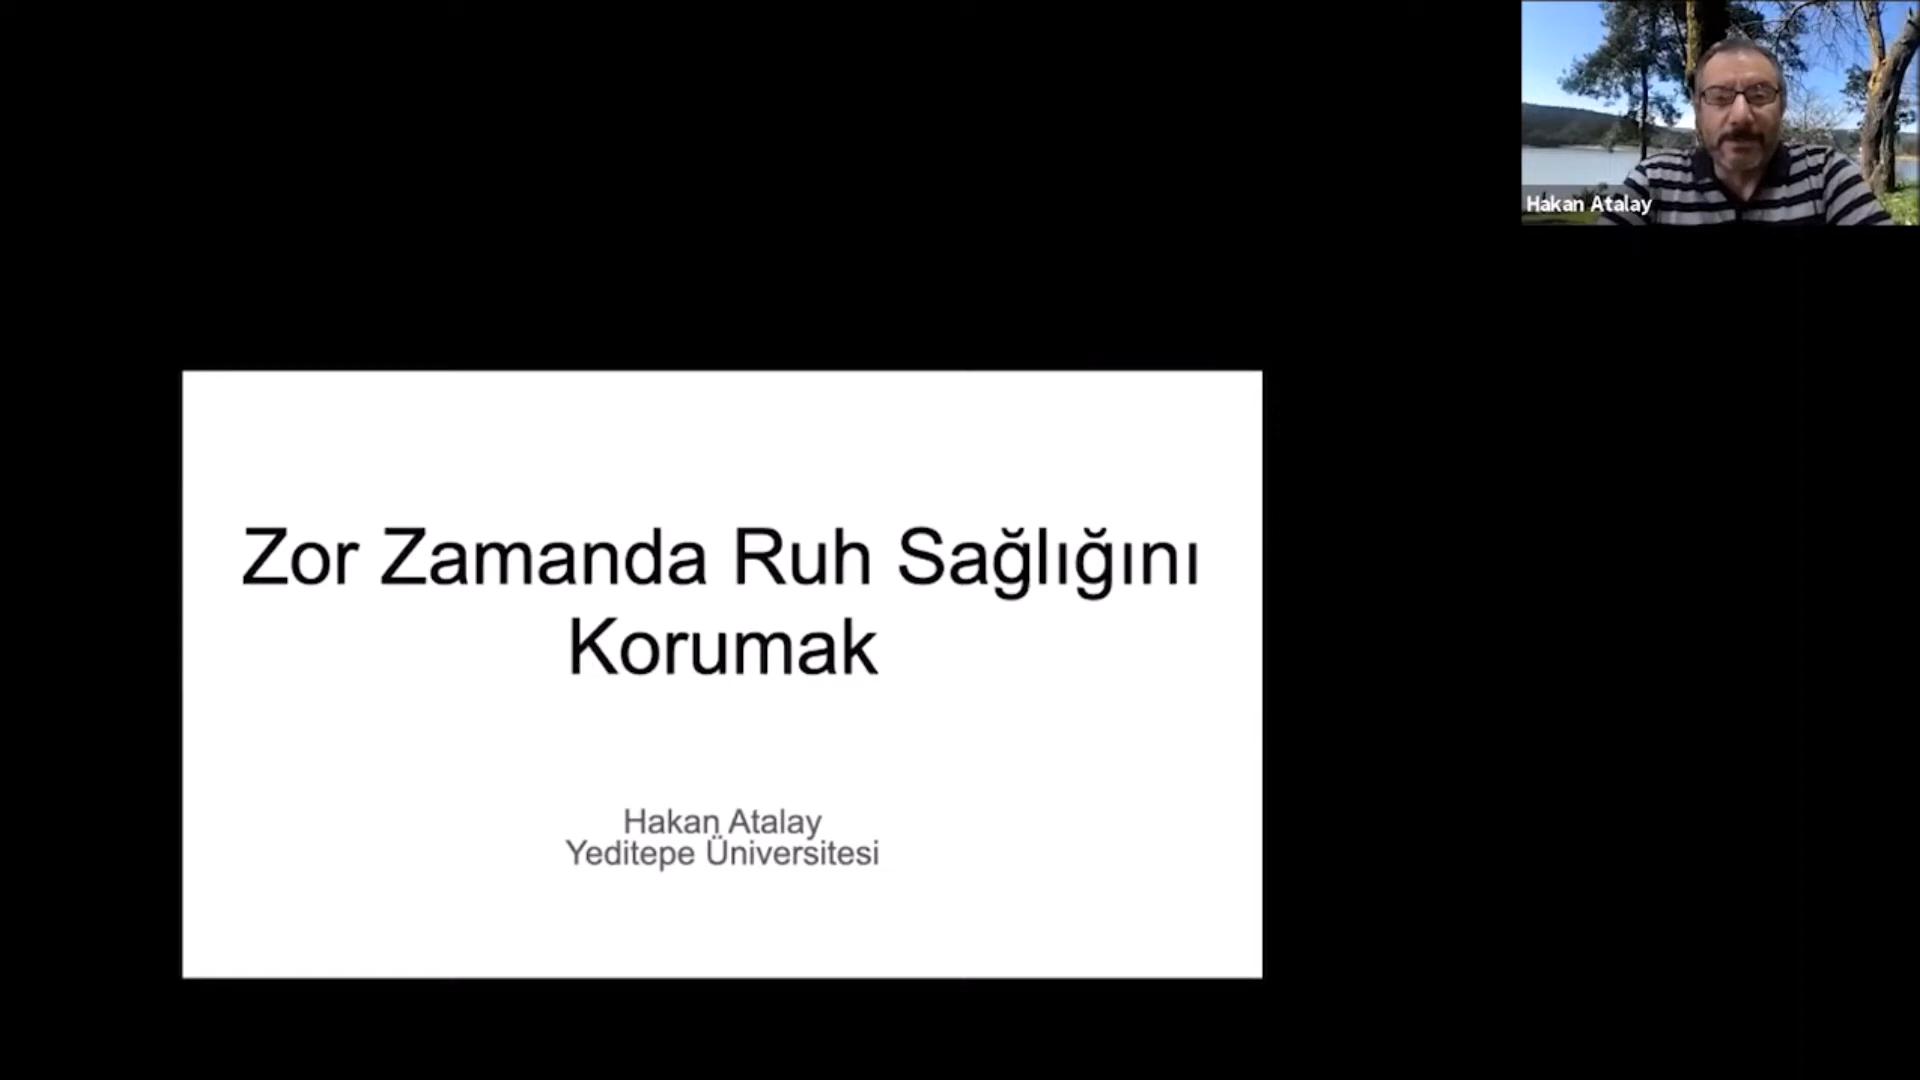 Hakan Atalay
Zor Zamanda Ruh Sağlığını
Korumak
Hakan Atalay
Yeditepe Üniversitesi